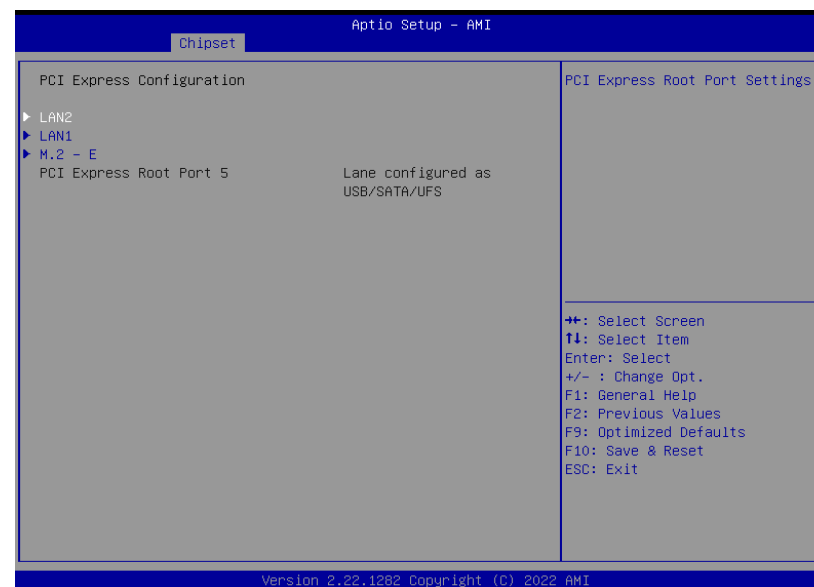 Aptio Setup – AMI
Chipset
PCI Express Configuration
LAN2
LAN1
M.2 – E
PCI Express Root Port 5 Lane configured as
USB/SATA/UFS
PCI Express Root Port Settings
→←: Select Screen
↑↓: Select Item
Enter: Select
+/- : Change Opt.
F1: General Help
F2: Previous Values
F9: Optimized Defaults
F10: Save & Reset
ESC: Exit
Version 2.22.1282 Copyright (C) 2022 AMI